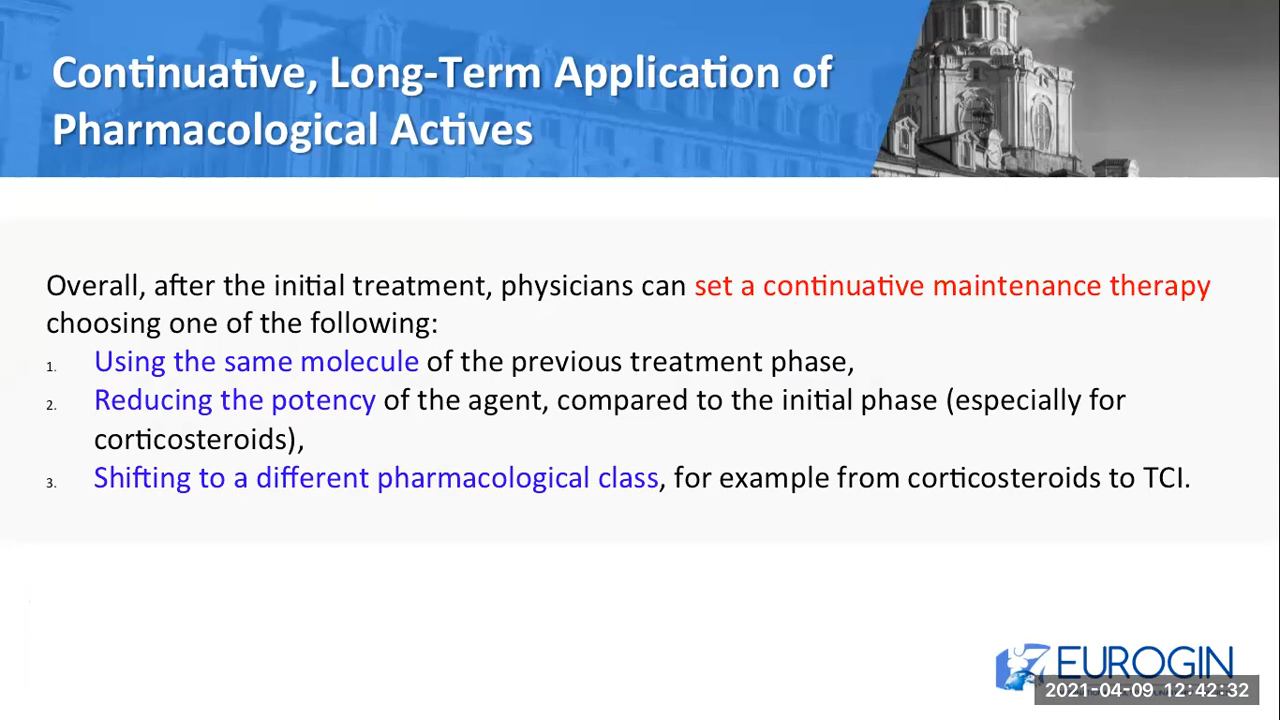 Continuative, Long-Term Application of
Pharmacological Actives
Overall, after the initial treatment, physicians can set a continuative maintenance therapy
choosing one of the following:
1. Using the same molecule of the previous treatment phase,
2. Reducing the potency of the agent, compared to the initial phase (especially for
corticosteroids),
3. Shifting to a different pharmacological class, for example from corticosteroids to TCI.
EUROGIN
2021-04-09 12:42:32